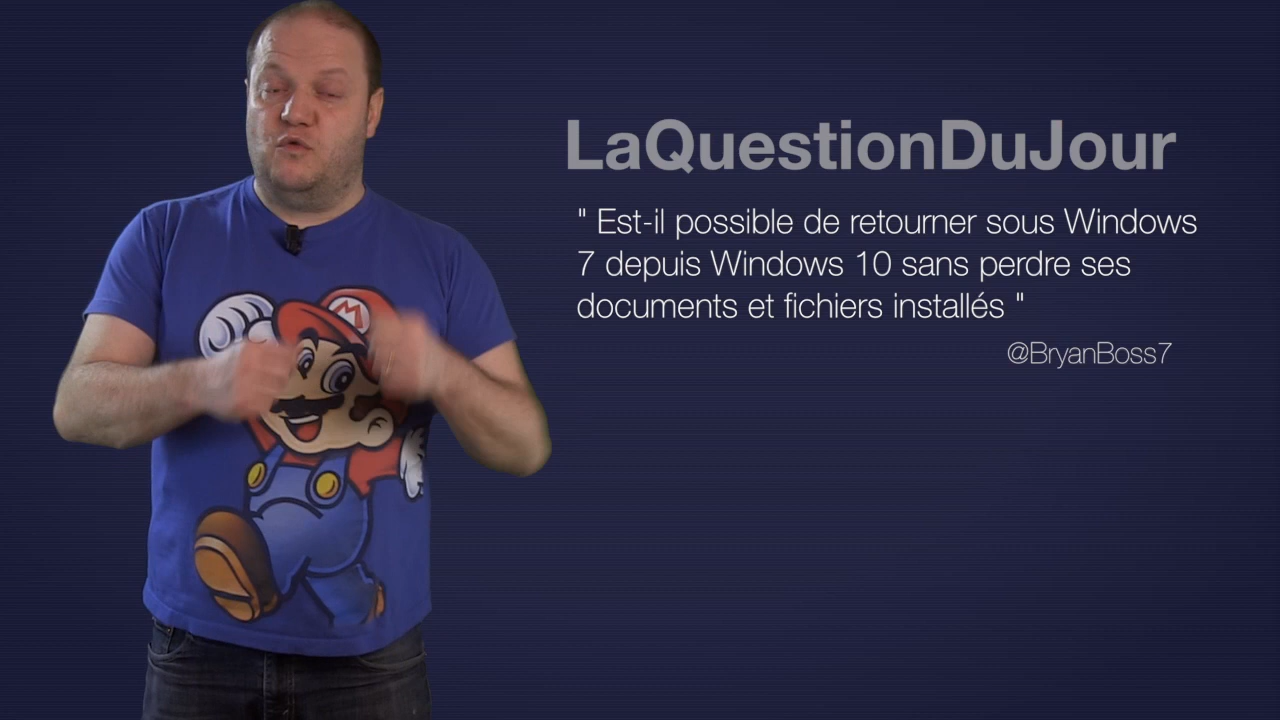 LaQuestionDuJour
" Est-il possible de retourner sous Windows
7 depuis Windows 10 sans perdre ses
documents et fichiers installés "
@BryanBoss7
M